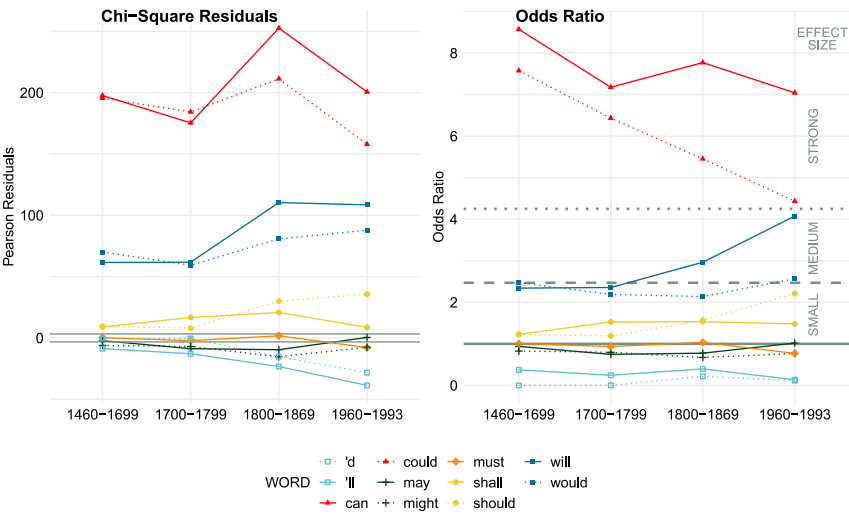 Chi−Square Residuals
Pearson Residuals
200
100
0
1460−1699 1700−1799 1800−1869 1960−1993
Odds Ratio
Odds Ratio
8
6
4
2
0
EFFECT
SIZE
STRONG
MEDIUM
SMALL
1460−1699 1700−1799 1800−1869 1960−1993
WORD
'd could must will
'll may shall would
can might should